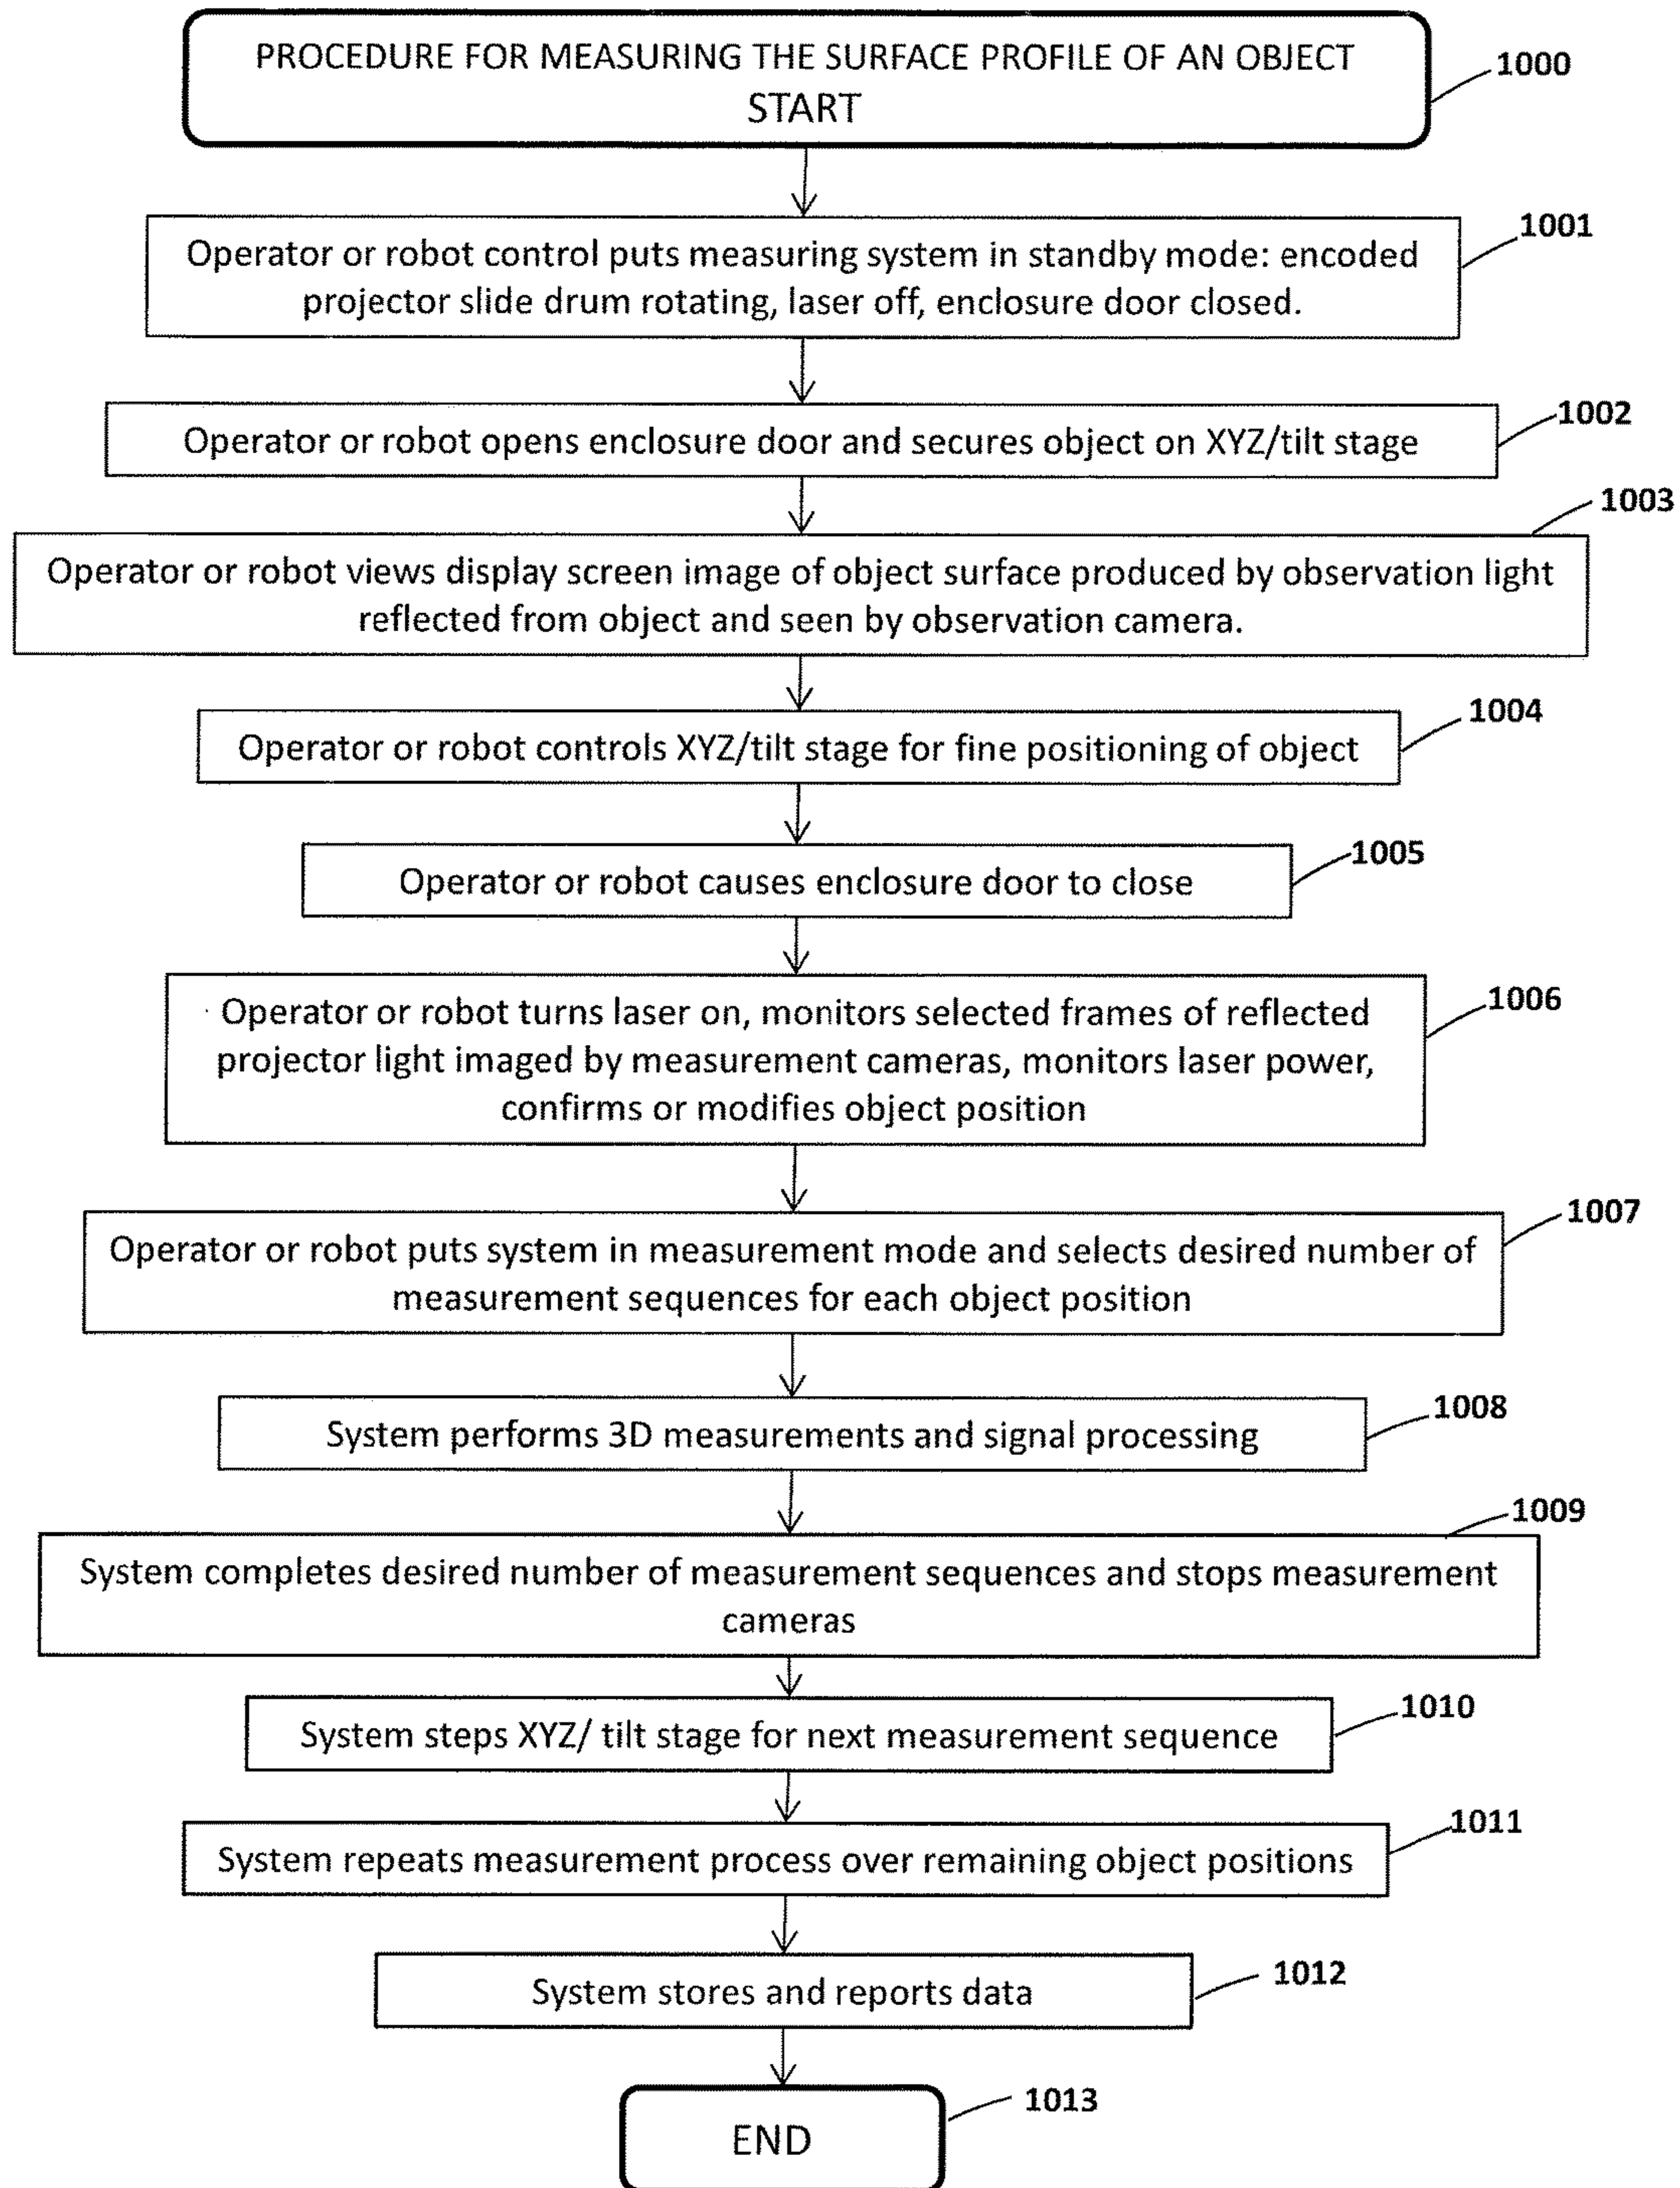 PROCEDURE FOR MEASURING THE SURFACE PROFILE OF AN OBJECT
START
1000
Operator or robot control puts measuring system in standby mode: encoded
projector slide drum rotating, laser off, enclosure door closed.
1001
Operator or robot opens enclosure door and secures object on XYZ/tilt stage
1002
Operator or robot views display screen image of object surface produced by observation light
reflected from object and seen by observation camera.
1003
Operator or robot controls XYZ/tilt stage for fine positioning of object
1004
Operator or robot causes enclosure door to close
1005
Operator or robot turns laser on, monitors selected frames of reflected
projector light imaged by measurement cameras, monitors laser power,
confirms or modifies object position
1006
Operator or robot puts system in measurement mode and selects desired number of
measurement sequences for each object position
1007
System performs 3D measurements and signal processing
1008
System completes desired number of measurement sequences and stops measurement
cameras
1009
System steps XYZ/ tilt stage for next measurement sequence
1010
System repeats measurement process over remaining object positions
1011
System stores and reports data
1012
END
1013